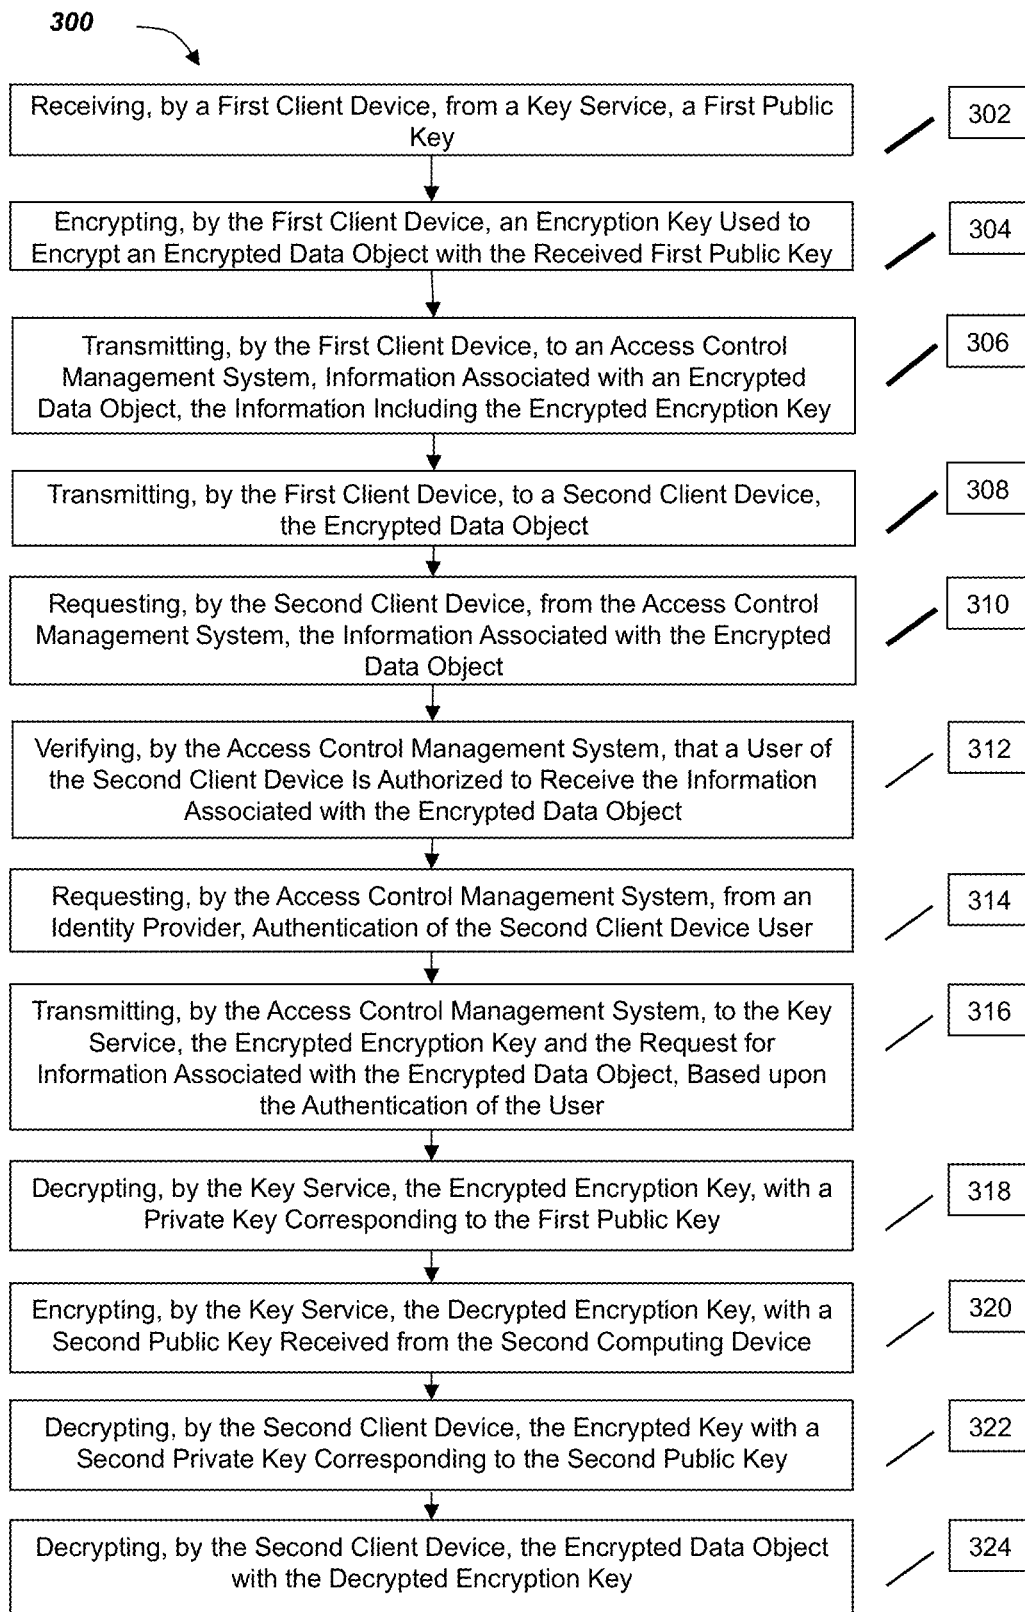 300
Receiving, by a First Client Device, from a Key Service, a First Public
Key
302
Encrypting, by the First Client Device, an Encryption Key Used to
Encrypt an Encrypted Data Object with the Received First Public Key
304
Transmitting, by the First Client Device, to an Access Control
Management System, Information Associated with an Encrypted
Data Object, the Information Including the Encrypted Encryption Key
306
Transmitting, by the First Client Device, to a Second Client Device,
the Encrypted Data Object
308
Requesting, by the Second Client Device, from the Access Control
Management System, the Information Associated with the Encrypted
Data Object
310
Verifying, by the Access Control Management System, that a User of
the Second Client Device Is Authorized to Receive the Information
Associated with the Encrypted Data Object
312
Requesting, by the Access Control Management System, from an
Identity Provider, Authentication of the Second Client Device User
314
Transmitting, by the Access Control Management System, to the Key
Service, the Encrypted Encryption Key and the Request for
Information Associated with the Encrypted Data Object, Based upon
the Authentication of the User
316
Decrypting, by the Key Service, the Encrypted Encryption Key, with a
Private Key Corresponding to the First Public Key
318
Encrypting, by the Key Service, the Decrypted Encryption Key, with a
Second Public Key Received from the Second Computing Device
320
Decrypting, by the Second Client Device, the Encrypted Key with a
Second Private Key Corresponding to the Second Public Key
322
Decrypting, by the Second Client Device, the Encrypted Data Object
with the Decrypted Encryption Key
324